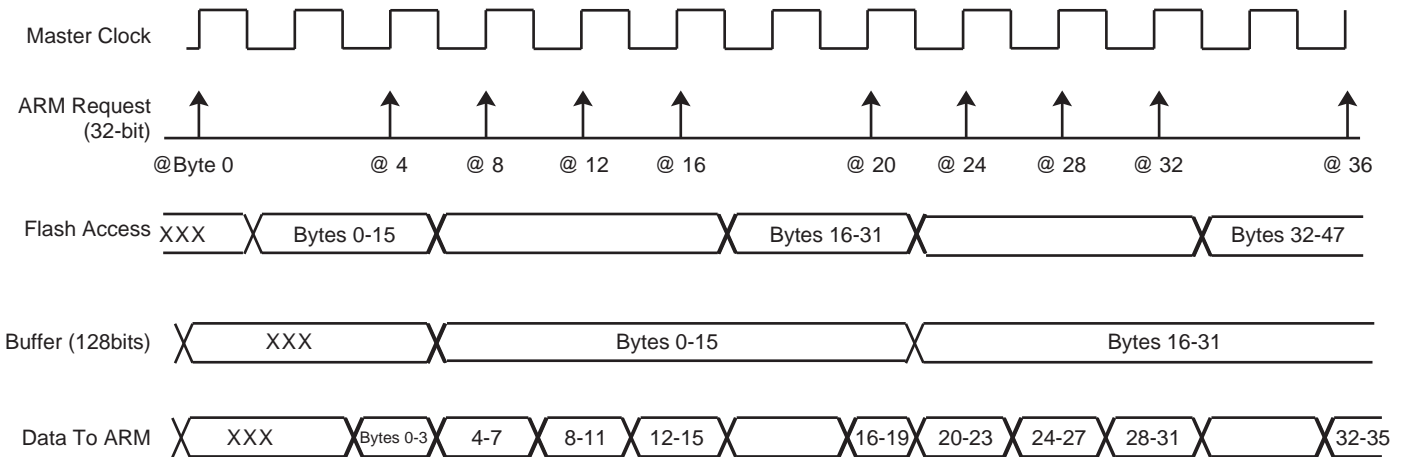 Master Clock
ARM Request
(32-bit)
@Byte 0 @ 4 @ 8 @ 12 @ 16 @ 20 @ 24 @ 28 @ 32 @ 36
Flash Access XXX Bytes 0-15 Bytes 16-31 Bytes 32-47
Buffer (128bits) XXX Bytes 0-15 Bytes 16-31
Data To ARM XXX Bytes 0-3 4-7 8-11 12-15 16-19 20-23 24-27 28-31 32-35